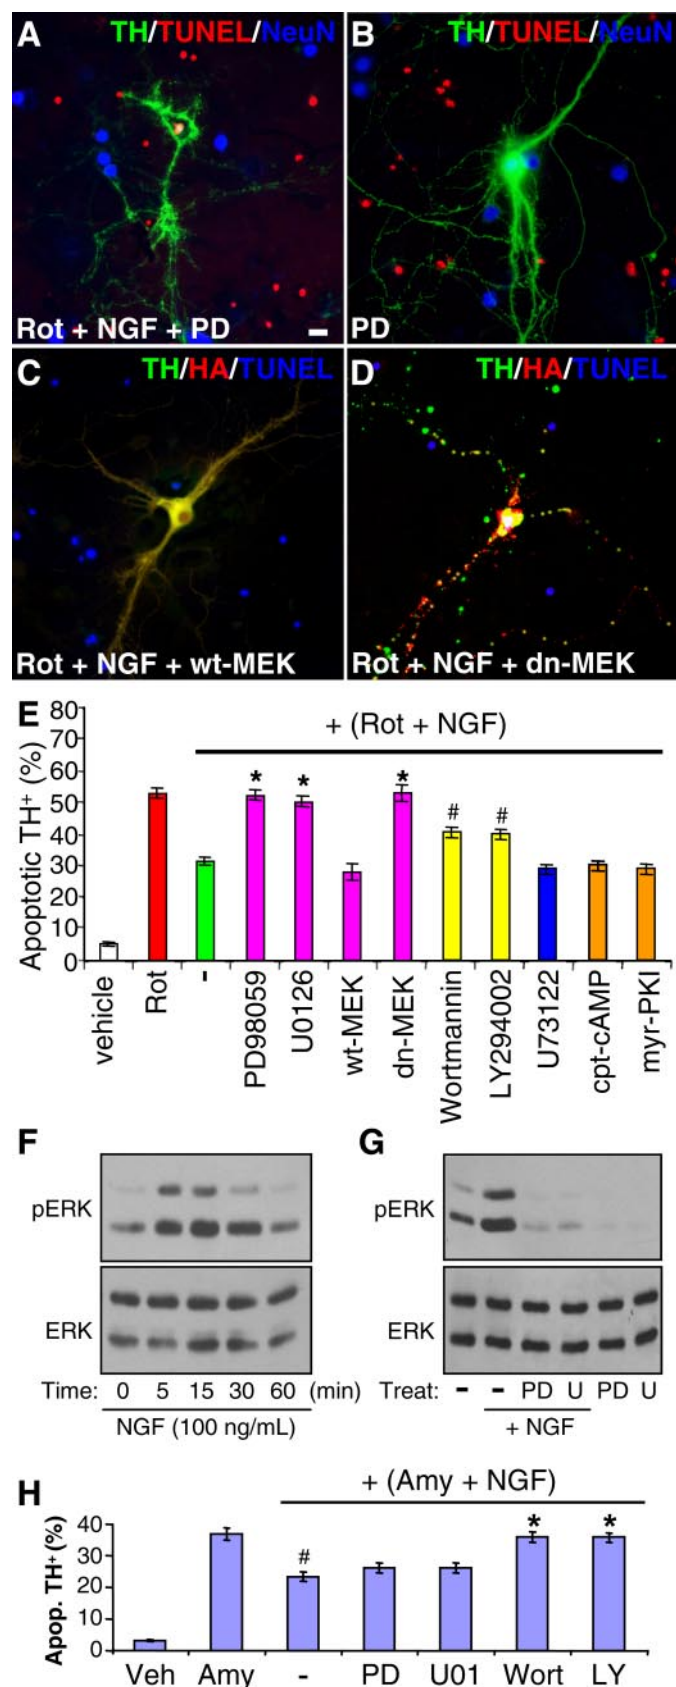 A TH/TUNEL/NeuN
Rot + NGF + PD
B TH/TUNEL/NeuN
PD
C TH/HA/TUNEL
Rot + NGF + wt-MEK
D TH/HA/TUNEL
Rot + NGF + dn-MEK
E
+ (Rot + NGF)
Apoptotic TH+ (%)
80
70
60
50
40
30
20
10
0
* * * # #
vehicle
Rot
-
PD98059
U0126
wt-MEK
dn-MEK
Wortmannin
LY294002
U73122
cpt-cAMP
myr-PKI
F
pERK
ERK
Time: 0 5 15 30 60 (min)
NGF (100 ng/mL)
G
pERK
ERK
Treat: - - PD U PD U
+ NGF
H
+ (Amy + NGF)
Apop. TH+(%)
40
30
20
10
0
# * *
Veh Amy - PD U01 Wort LY